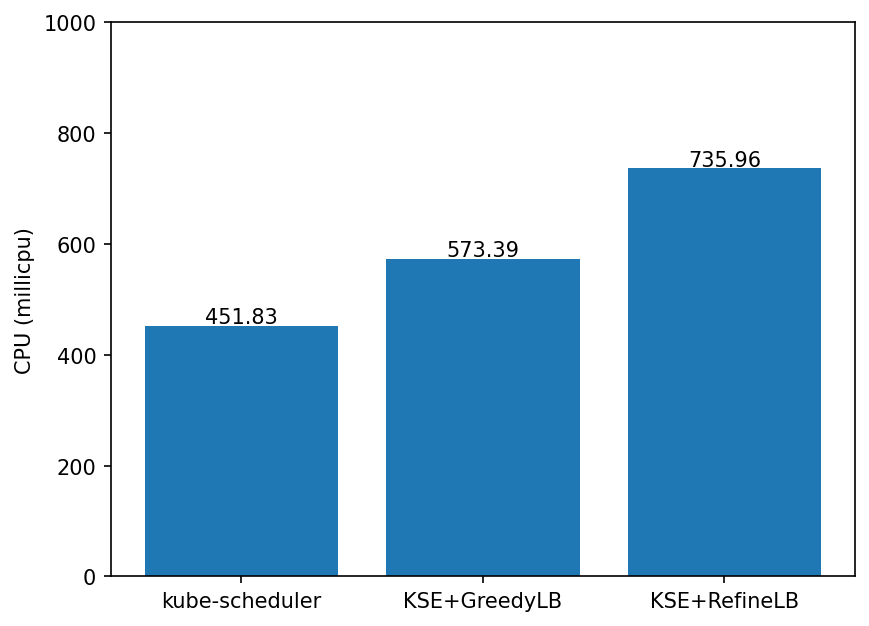 1000
800
600
400
200
0
CPU (millicpu)
451.83
573.39
735.96
kube-scheduler
KSE+GreedyLB
KSE+RefineLB